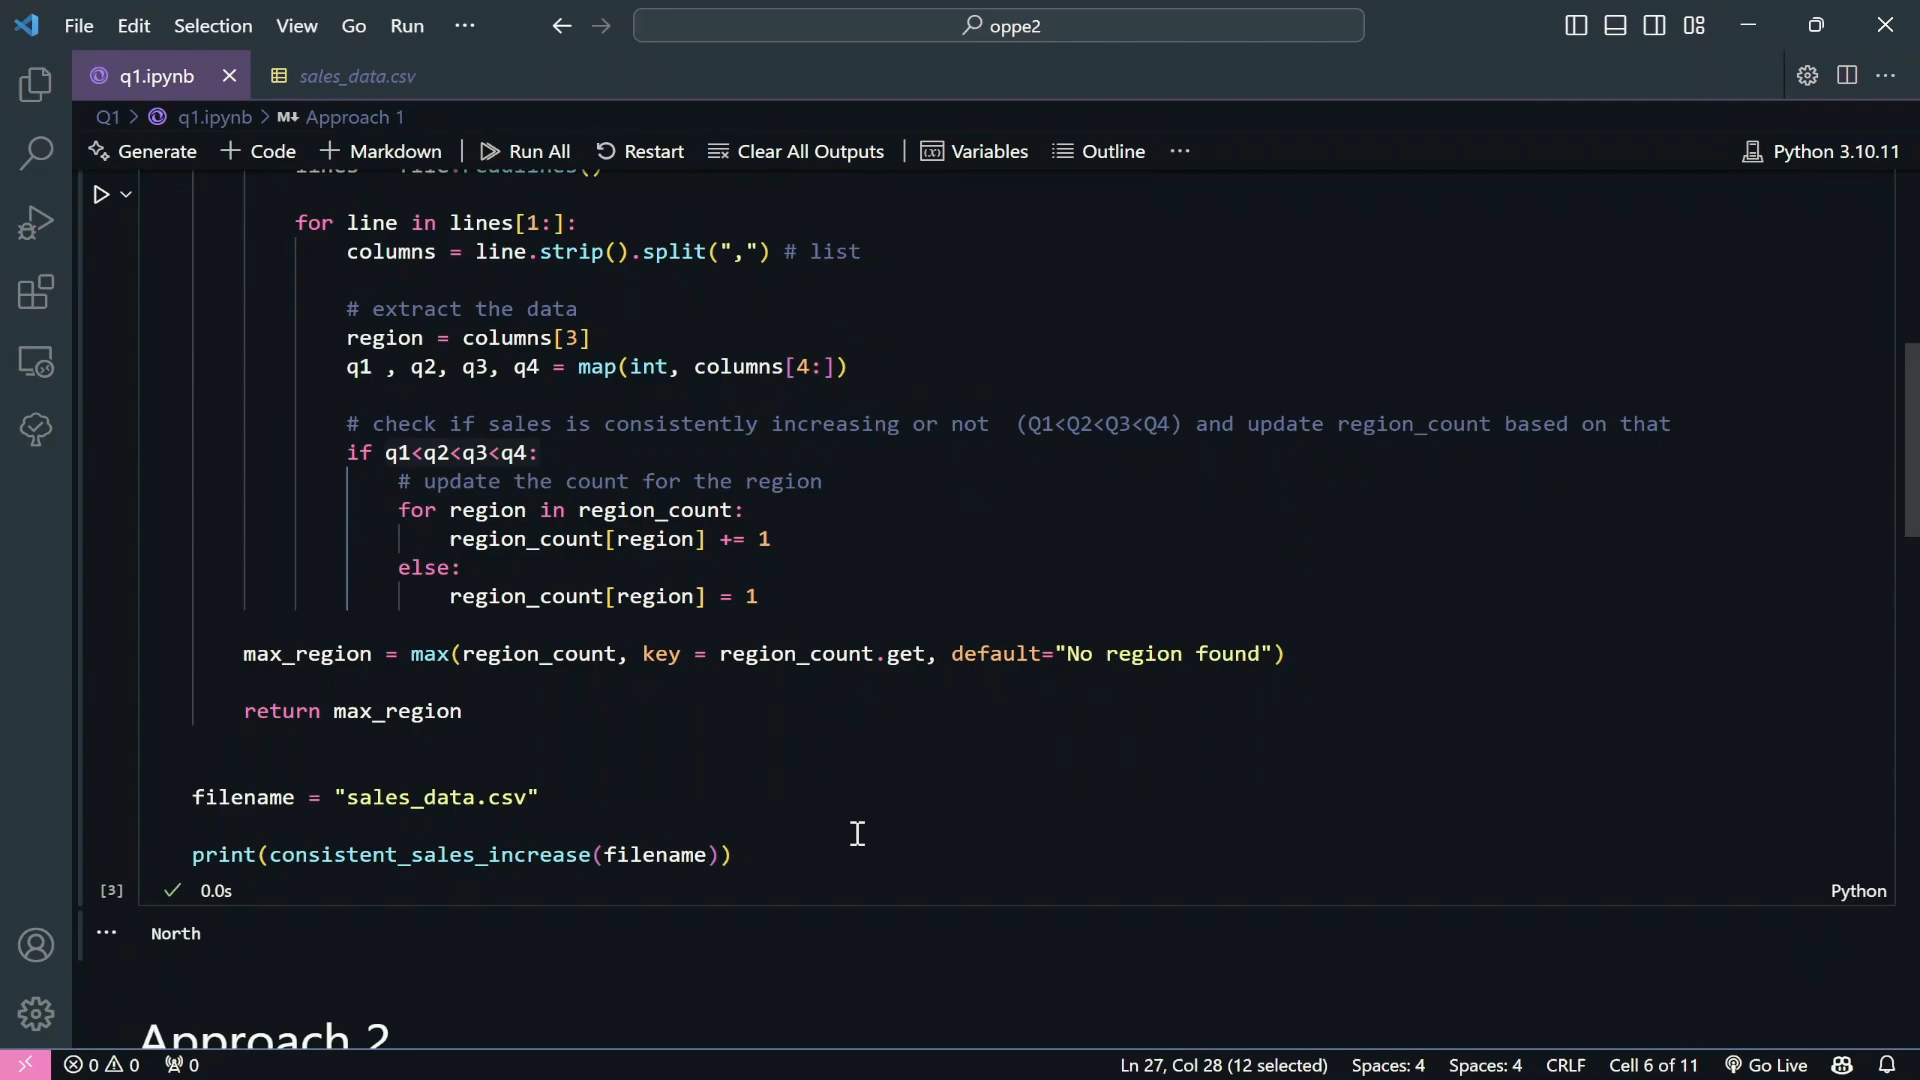 File Edit Selection View Go Run ··· oppe2
q1.ipynb sales_data.csv
Q1 > q1.ipynb > M↓ Approach 1
Generate + Code + Markdown Run All Restart Clear All Outputs Variables Outline ··· Python 3.10.11
for line in lines[1:]:
columns = line.strip().split(",") # list
# extract the data
region = columns[3]
q1 , q2, q3, q4 = map(int, columns[4:])
# check if sales is consistently increasing or not  (Q1<Q2<Q3<Q4) and update region_count based on that
if q1<q2<q3<q4:
# update the count for the region
for region in region_count:
region_count[region] += 1
else:
region_count[region] = 1
max_region = max(region_count, key = region_count.get, default="No region found")
return max_region
filename = "sales_data.csv"
print(consistent_sales_increase(filename))
[3] 0.0s Python
··· North
Approach 2
0 0 0 Ln 27, Col 28 (12 selected) Spaces: 4 Spaces: 4 CRLF Cell 6 of 11 Go Live